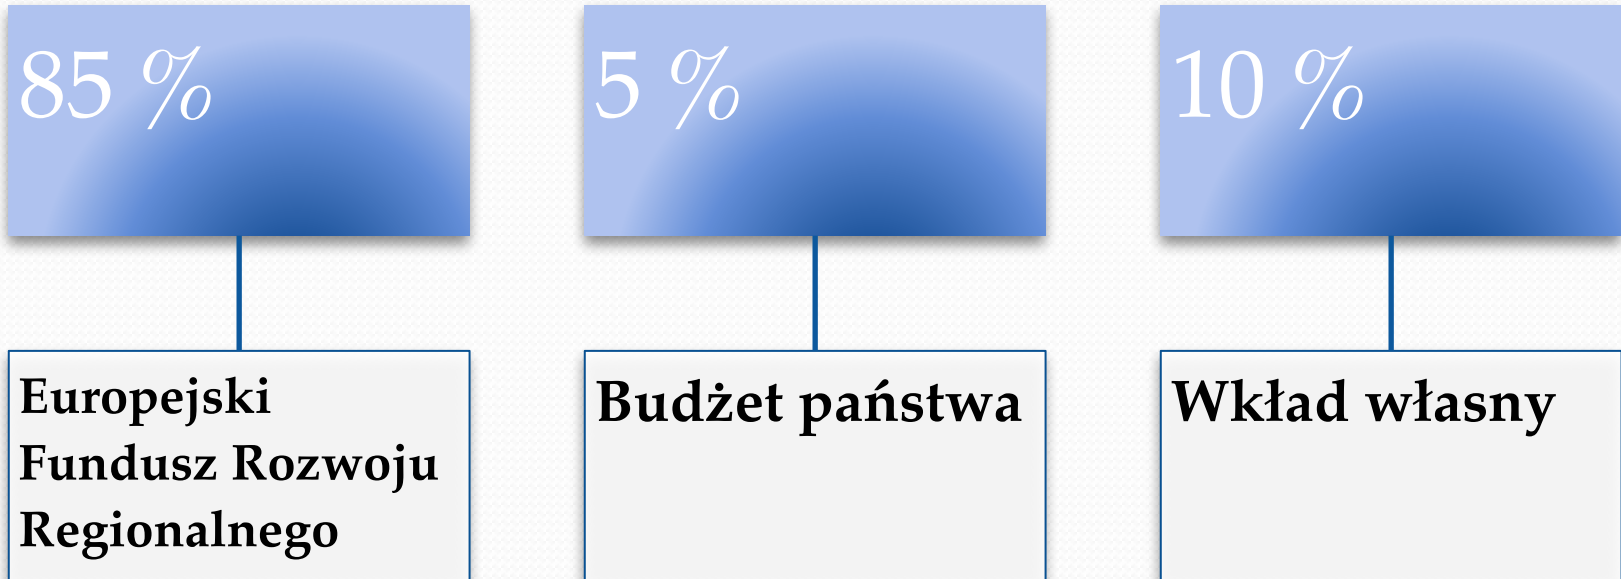 85 %
5 %
10 %
Europejski
Fundusz Rozwoju
Regionalnego
Budżet państwa
Wkład własny